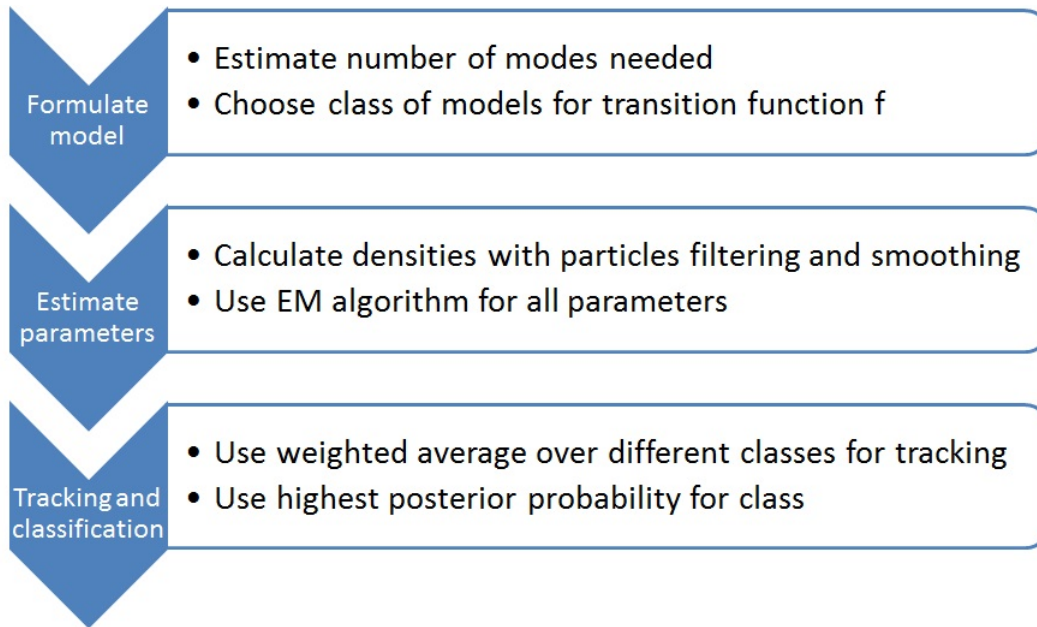 Formulate
model
• Estimate number of modes needed
• Choose class of models for transition function f
Estimate
parameters
• Calculate densities with particles filtering and smoothing
• Use EM algorithm for all parameters
Tracking and
classification
• Use weighted average over different classes for tracking
• Use highest posterior probability for class